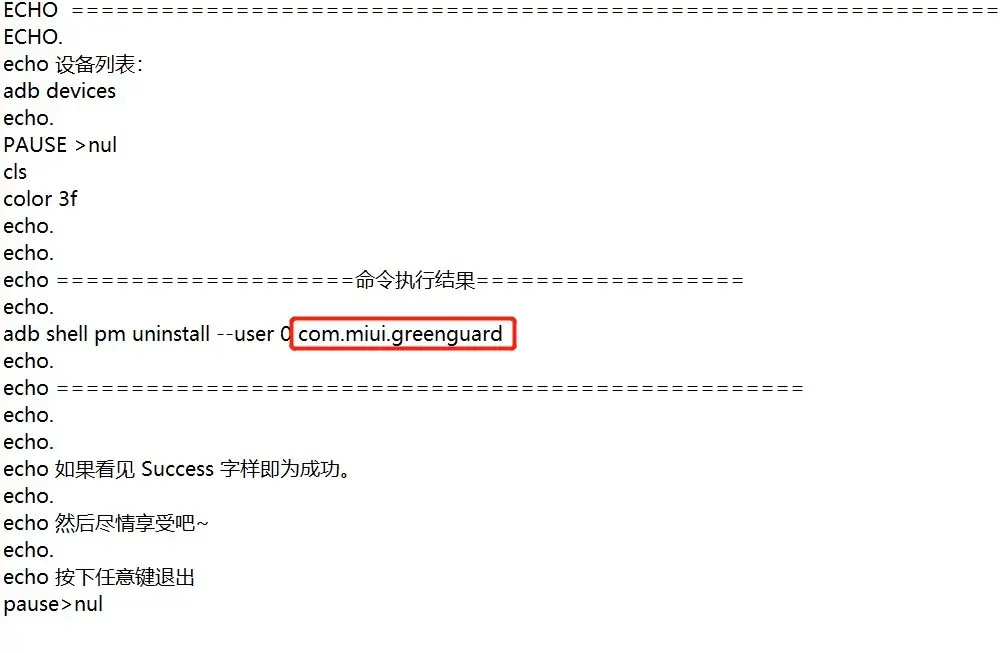 ECHO ==============================================================
ECHO.
echo 设备列表:
adb devices
echo.
PAUSE >nul
cls
color 3f
echo.
echo.
echo ====================命令执行结果==================
echo.
adb shell pm uninstall --user 0 com.miui.greenguard
echo.
echo ==================================================
echo.
echo.
echo 如果看见 Success 字样即为成功。
echo.
echo 然后尽情享受吧~
echo.
echo 按下任意键退出
pause>nul